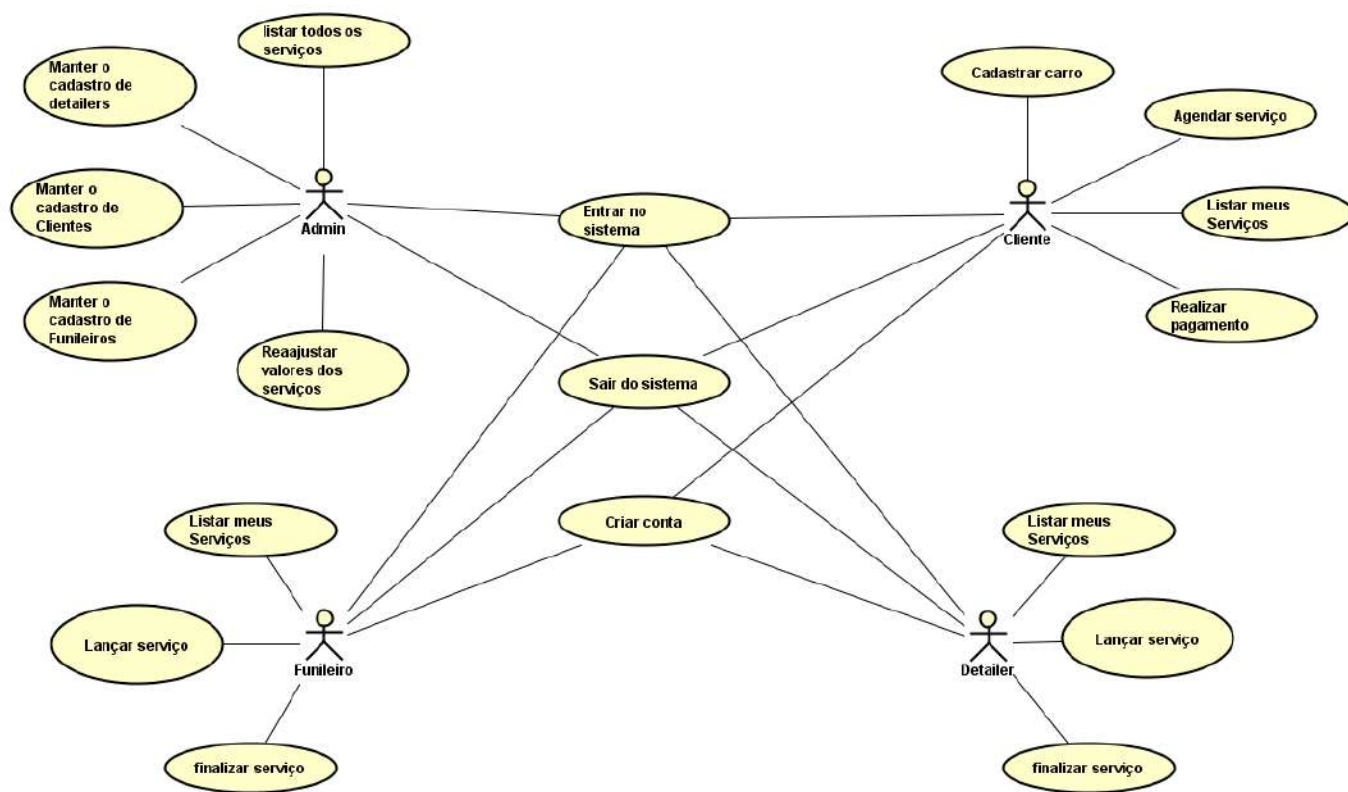 listar todos os
serviços
Manter o
cadastro de
detailers
Cadastrar carro
Agendar serviço
Manter o
cadastro de
Clientes
Admin
Entrar no
sistema
Cliente
Listar meus
Serviços
Manter o
cadastro de
Funileiros
Realizar
pagamento
Reaajustar
valores dos
serviços
Sair do sistema
Listar meus
Serviços
Criar conta
Listar meus
Serviços
Lançar serviço
Funileiro
Detailer
Lançar serviço
finalizar serviço
finalizar serviço